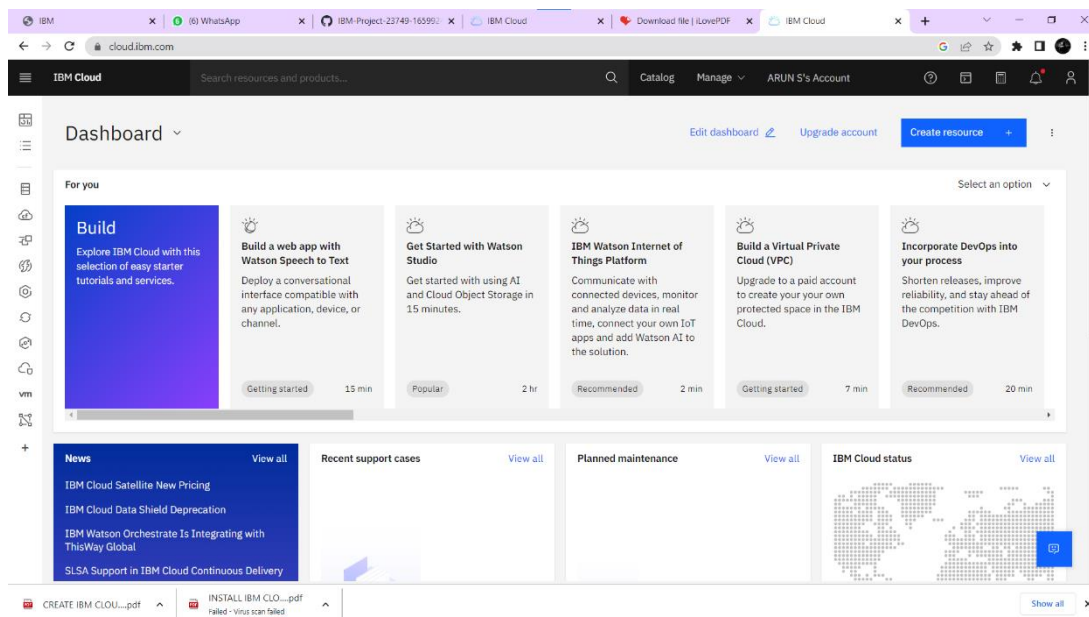 IBM
(6) WhatsApp
IBM-Project-23749-165992
IBM Cloud
Download file | iLovePDF
IBM Cloud
cloud.ibm.com
IBM Cloud
Search resources and products...
Catalog
Manage
ARUN S's Account
Dashboard
Edit dashboard
Upgrade account
Create resource +
For you
Select an option
Build
Explore IBM Cloud with this
selection of easy starter
tutorials and services.
Build a web app with
Watson Speech to Text
Deploy a conversational
interface compatible with
any application, device, or
channel.
Getting started
15 min
Get Started with Watson
Studio
Get started with using AI
and Cloud Object Storage in
15 minutes.
Popular
2 hr
IBM Watson Internet of
Things Platform
Communicate with
connected devices, monitor
and analyze data in real
time, connect your own IoT
apps and add Watson AI to
the solution.
Recommended
2 min
Build a Virtual Private
Cloud (VPC)
Upgrade to a paid account
to create your your own
protected space in the IBM
Cloud.
Getting started
7 min
Incorporate DevOps into
your process
Shorten releases, improve
reliability, and stay ahead of
the competition with IBM
DevOps.
Recommended
20 min
vm
News
View all
IBM Cloud Satellite New Pricing
IBM Cloud Data Shield Deprecation
IBM Watson Orchestrate Is Integrating with
ThisWay Global
SLSA Support in IBM Cloud Continuous Delivery
Recent support cases
View all
Planned maintenance
View all
IBM Cloud status
View all
CREATE IBM CLOU....pdf
INSTALL IBM CLO....pdf
Failed - Virus scan failed
Show all